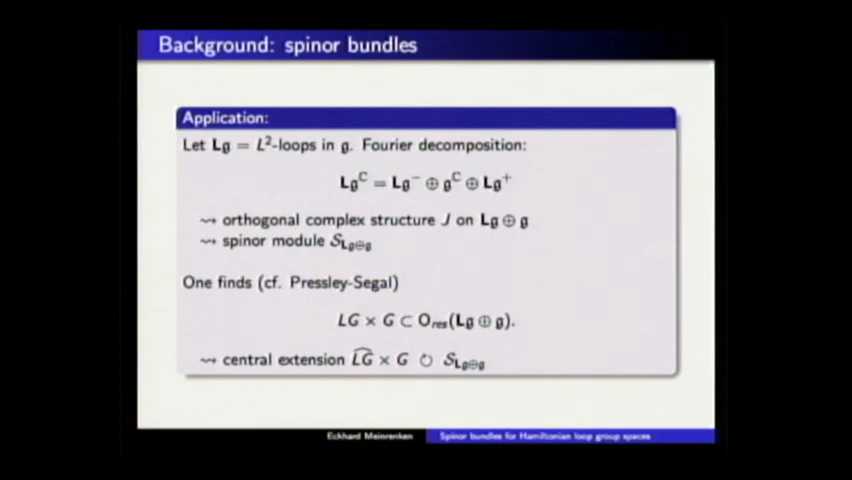 Background: spinor bundles
Application:
Let L𝔤 = L²-loops in 𝔤. Fourier decomposition:
L𝔤^ℂ = L𝔤⁻ ⊕ 𝔤^ℂ ⊕ L𝔤⁺
⇝ orthogonal complex structure J on L𝔤 ⊕ 𝔤
⇝ spinor module 𝒮_{L𝔤⊕𝔤}
One finds (cf. Pressley-Segal)
LG × G ⊂ O_{res}(L𝔤 ⊕ 𝔤).
⇝ central extension \widehat{LG} × G ↻ 𝒮_{L𝔤⊕𝔤}
Eckhard Meinrenken Spinor bundles for Hamiltonian loop group spaces